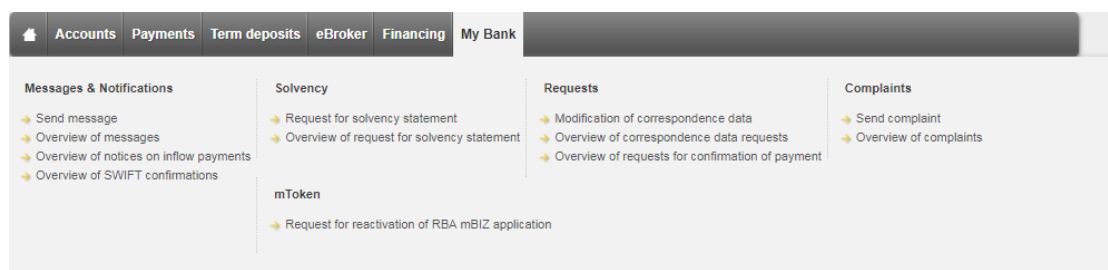 Accounts Payments Term deposits eBroker Financing My Bank
Messages & Notifications
Send message
Overview of messages
Overview of notices on inflow payments
Overview of SWIFT confirmations
Solvency
Request for solvency statement
Overview of request for solvency statement
mToken
Request for reactivation of RBA mBIZ application
Requests
Modification of correspondence data
Overview of correspondence data requests
Overview of requests for confirmation of payment
Complaints
Send complaint
Overview of complaints